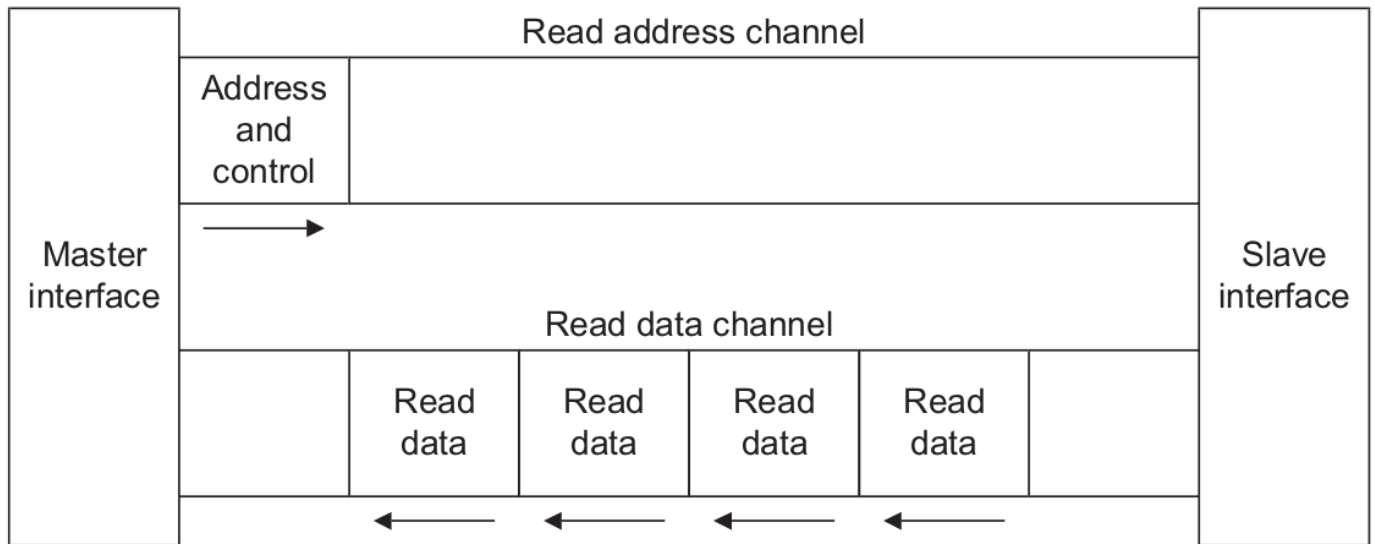 Read address channel
Address
and
control
Master
interface
Slave
interface
Read data channel
Read
data
Read
data
Read
data
Read
data